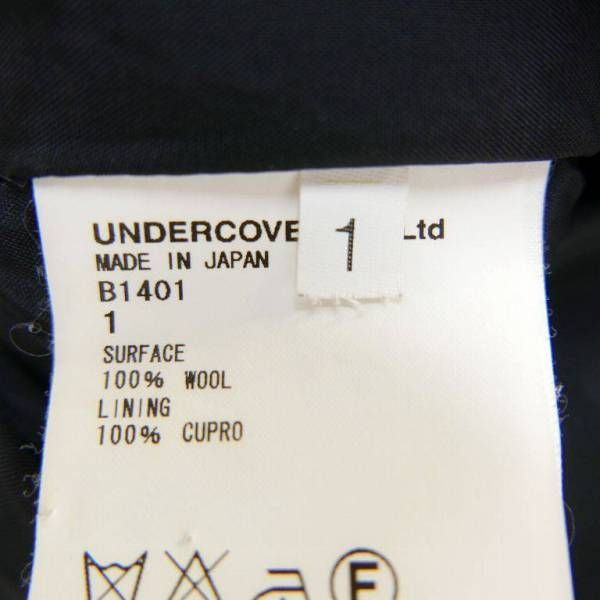 UNDERCOVE Ltd
1
MADE IN JAPAN
B1401
1
SURFACE
100% WOOL
LINING
100% CUPRO
F